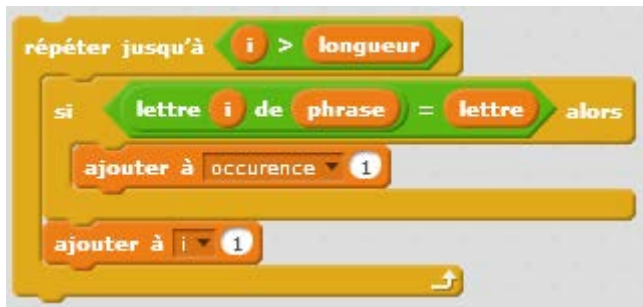 répéter jusqu'à i > longueur
si lettre i de phrase = lettre alors
ajouter à occurence 1
ajouter à i 1